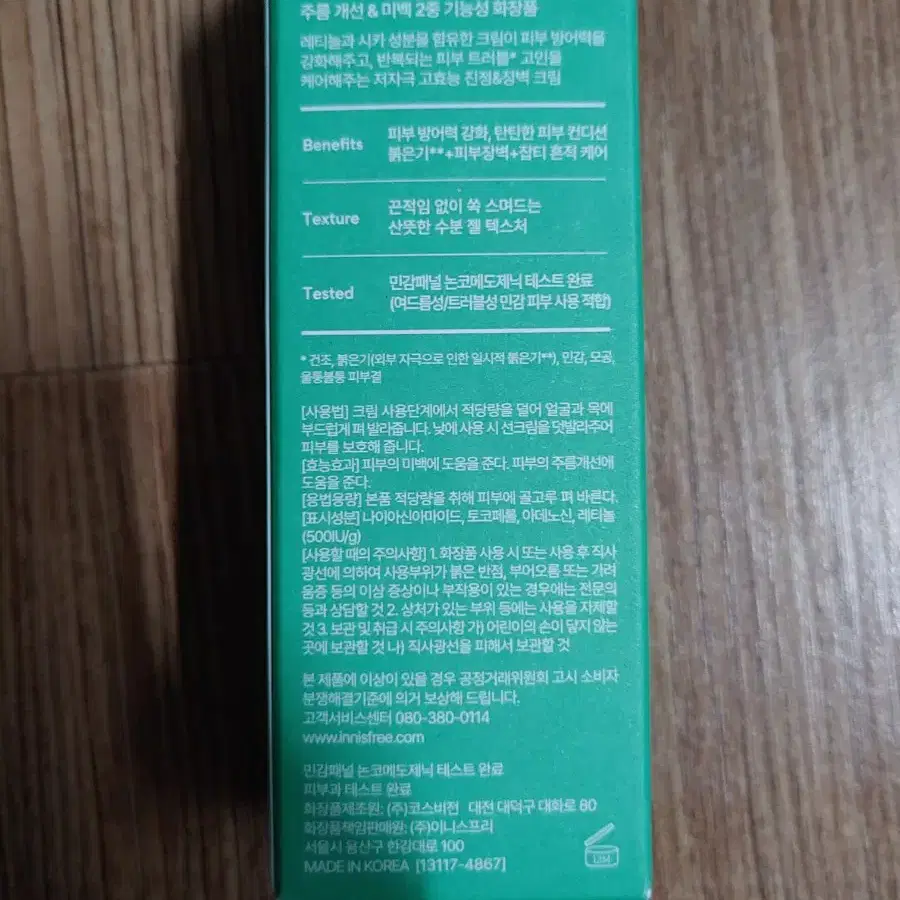 주름 개선 & 미백 2중 기능성 화장품
레티놀과 시카 성분을 함유한 크림이 피부 방어력을
강화해주고, 반복되는 피부 트러블* 고민을
케어해주는 저자극 고효능 진정&장벽 크림
Benefits
피부 방어력 강화, 탄탄한 피부 컨디션
붉은기**+피부장벽+잡티 흔적 케어
Texture
끈적임 없이 쏙 스며드는
산뜻한 수분 젤 텍스처
Tested
민감패널 논코메도제닉 테스트 완료
(여드름성/트러블성 민감 피부 사용 적합)
* 건조, 붉은기(외부 자극으로 인한 일시적 붉은기**), 민감, 모공,
울퉁불퉁 피부결
[사용법] 크림 사용단계에서 적당량을 덜어 얼굴과 목에
부드럽게 펴 발라줍니다. 낮에 사용 시 선크림을 덧발라주어
피부를 보호해 줍니다.
[효능효과] 피부의 미백에 도움을 준다. 피부의 주름개선에
도움을 준다.
[용법용량] 본품 적당량을 취해 피부에 골고루 펴 바른다.
[표시성분] 나이아신아마이드, 토코페롤, 아데노신, 레티놀
(500IU/g)
[사용할 때의 주의사항] 1. 화장품 사용 시 또는 사용 후 직사
광선에 의하여 사용부위가 붉은 반점, 부어오름 또는 가려
움증 등의 이상 증상이나 부작용이 있는 경우에는 전문의
등과 상담할 것 2. 상처가 있는 부위 등에는 사용을 자제할
것 3. 보관 및 취급 시 주의사항 가) 어린이의 손이 닿지 않는
곳에 보관할 것 나) 직사광선을 피해서 보관할 것
본 제품에 이상이 있을 경우 공정거래위원회 고시 소비자
분쟁해결기준에 의거 보상해 드립니다.
고객서비스센터 080-380-0114
www.innisfree.com
민감패널 논코메도제닉 테스트 완료
피부과 테스트 완료
화장품제조원: (주)코스비전 대전 대덕구 대화로 80
화장품책임판매원: (주)이니스프리
서울시 용산구 한강대로 100
MADE IN KOREA [13117-4867]
12M